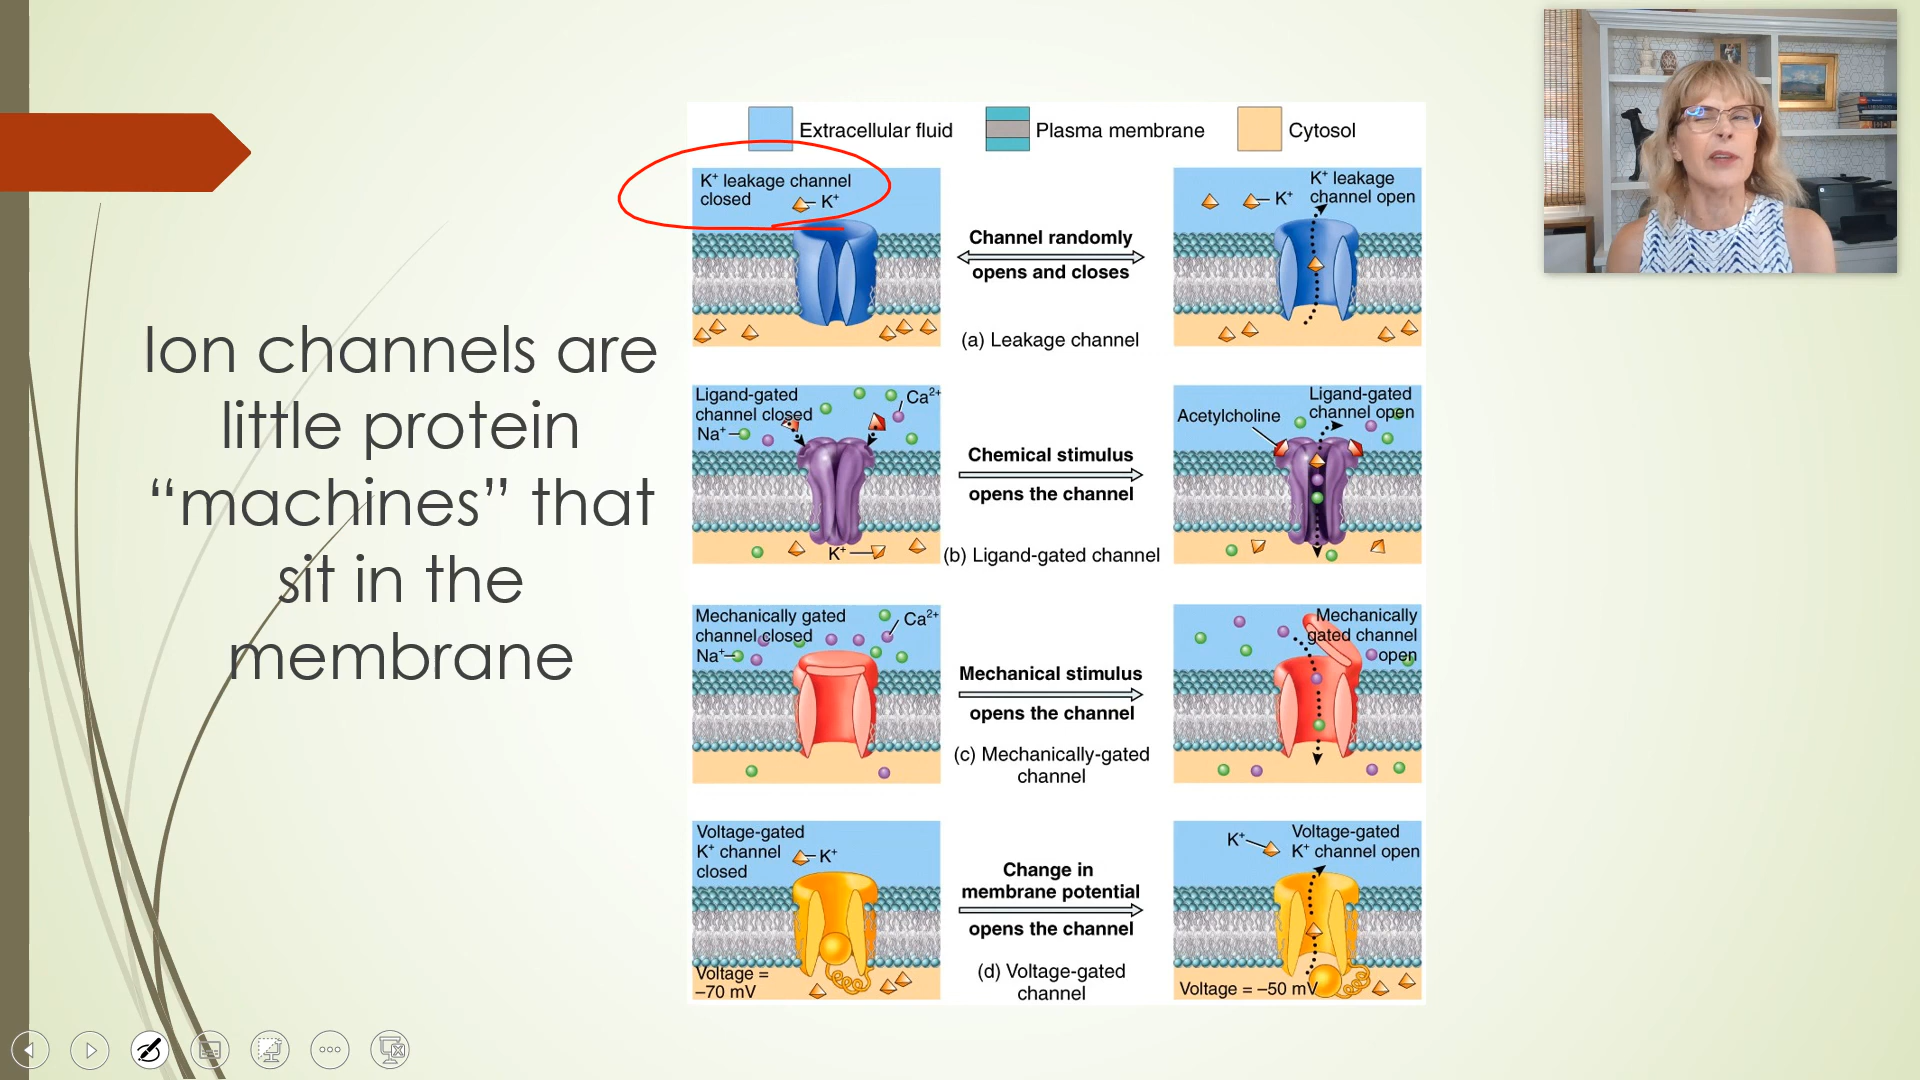 Ion channels are
little protein
“machines” that
sit in the
membrane
Extracellular fluid
Plasma membrane
Cytosol
K⁺ leakage channel
closed
K⁺
Channel randomly
opens and closes
(a) Leakage channel
K⁺ leakage
channel open
K⁺
Ligand-gated
channel closed
Na⁺
Ca²⁺
K⁺
Chemical stimulus
opens the channel
(b) Ligand-gated channel
Ligand-gated
channel open
Acetylcholine
Mechanically gated
channel closed
Na⁺
Ca²⁺
Mechanical stimulus
opens the channel
(c) Mechanically-gated
channel
Mechanically
gated channel
open
Voltage-gated
K⁺ channel
closed
K⁺
Voltage =
–70 mV
Change in
membrane potential
opens the channel
(d) Voltage-gated
channel
K⁺
Voltage-gated
K⁺ channel open
Voltage = –50 mV